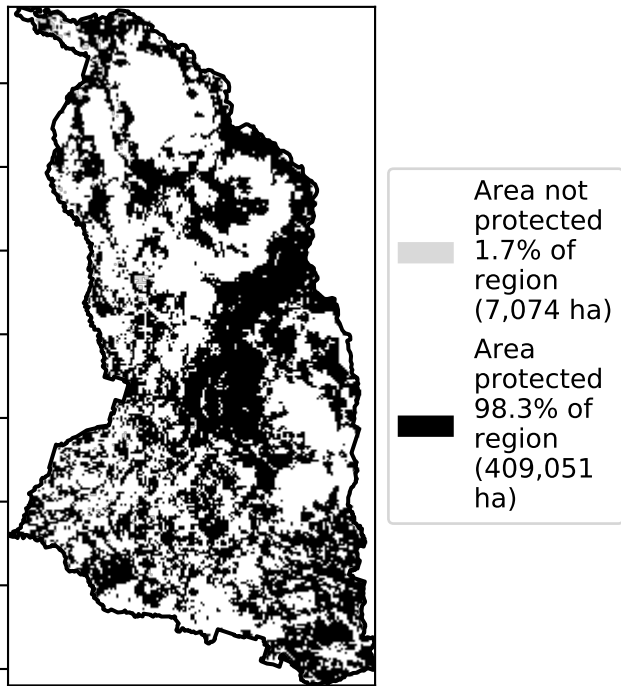 Area not
protected
1.7% of
region
(7,074 ha)
Area
protected
98.3% of
region
(409,051
ha)